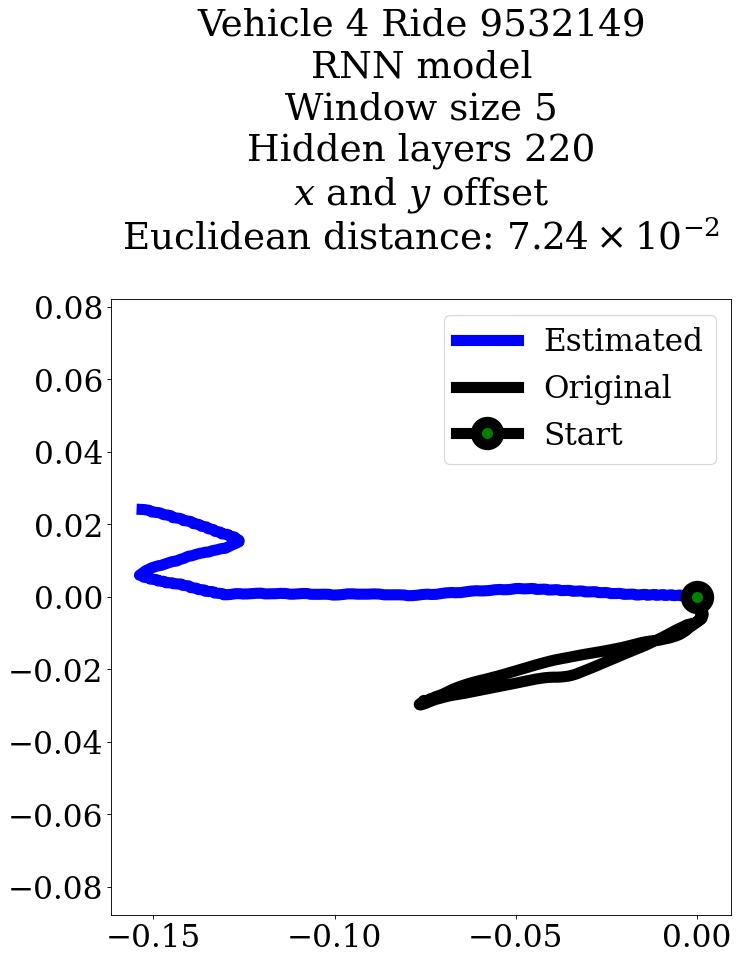 Vehicle 4 Ride 9532149
RNN model
Window size 5
Hidden layers 220
x and y offset
Euclidean distance: 7.24 × 10⁻²
Estimated
Original
Start
0.08
0.06
0.04
0.02
0.00
−0.02
−0.04
−0.06
−0.08
−0.15 −0.10 −0.05 0.00